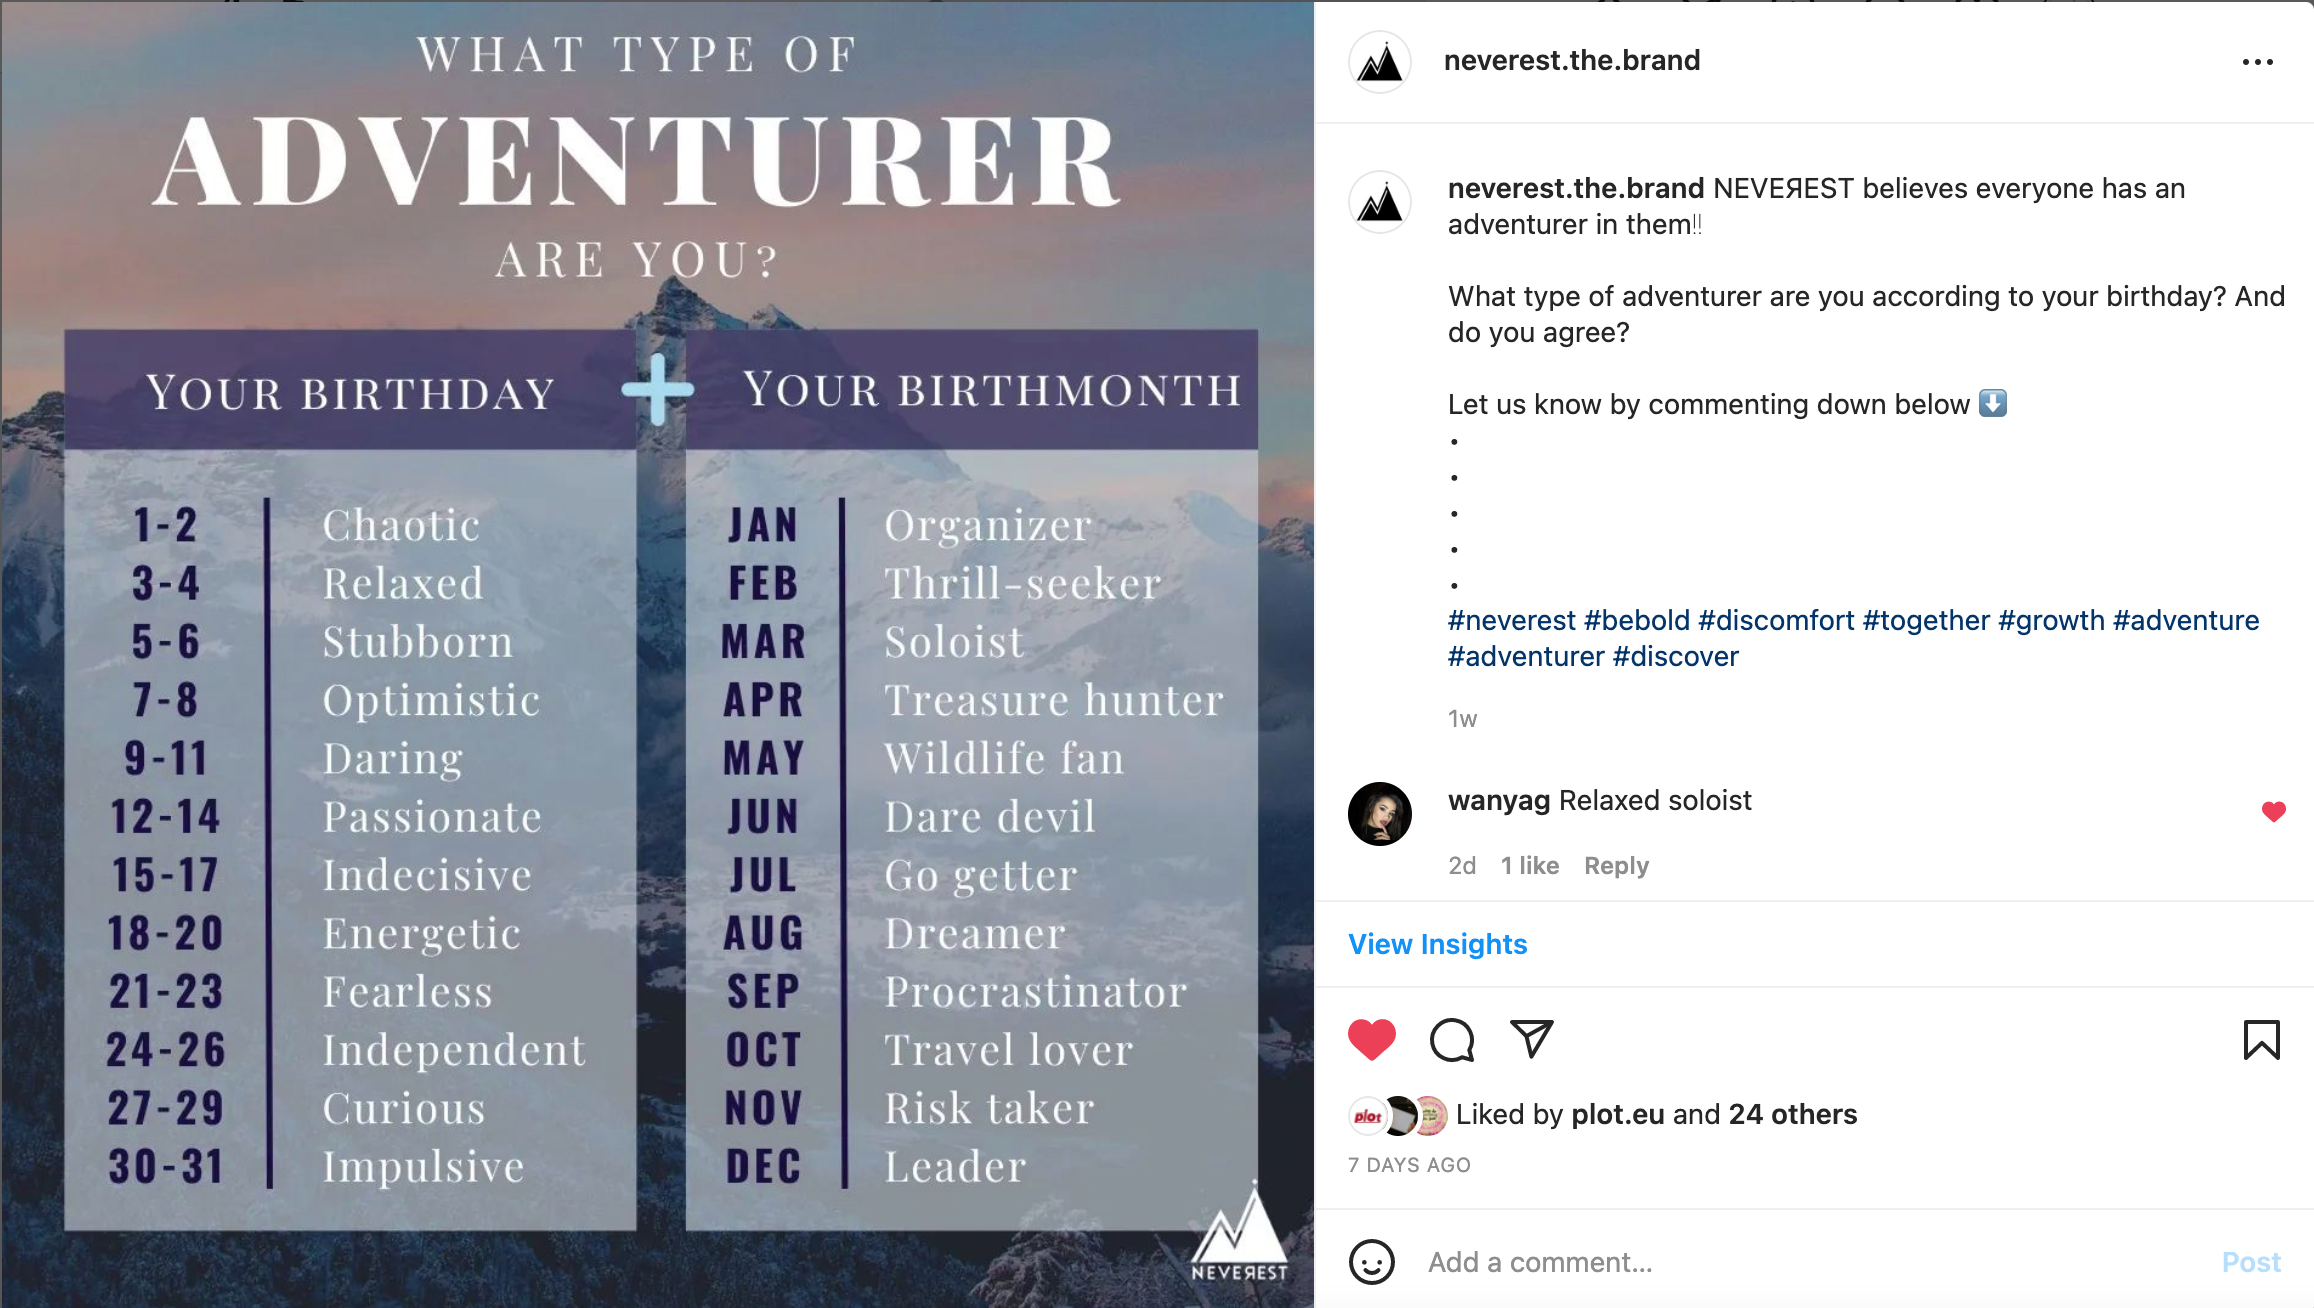 WHAT TYPE OF
ADVENTURER
ARE YOU?
YOUR BIRTHDAY
+
YOUR BIRTHMONTH
1-2 Chaotic
3-4 Relaxed
5-6 Stubborn
7-8 Optimistic
9-11 Daring
12-14 Passionate
15-17 Indecisive
18-20 Energetic
21-23 Fearless
24-26 Independent
27-29 Curious
30-31 Impulsive
JAN Organizer
FEB Thrill-seeker
MAR Soloist
APR Treasure hunter
MAY Wildlife fan
JUN Dare devil
JUL Go getter
AUG Dreamer
SEP Procrastinator
OCT Travel lover
NOV Risk taker
DEC Leader
NEVEЯEST
neverest.the.brand
neverest.the.brand NEVEЯEST believes everyone has an
adventurer in them‼
What type of adventurer are you according to your birthday? And
do you agree?
Let us know by commenting down below ⬇️
•
•
•
•
•
#neverest #bebold #discomfort #together #growth #adventure
#adventurer #discover
1w
wanyag Relaxed soloist
2d 1 like Reply
View Insights
plot Liked by plot.eu and 24 others
7 DAYS AGO
Add a comment... Post